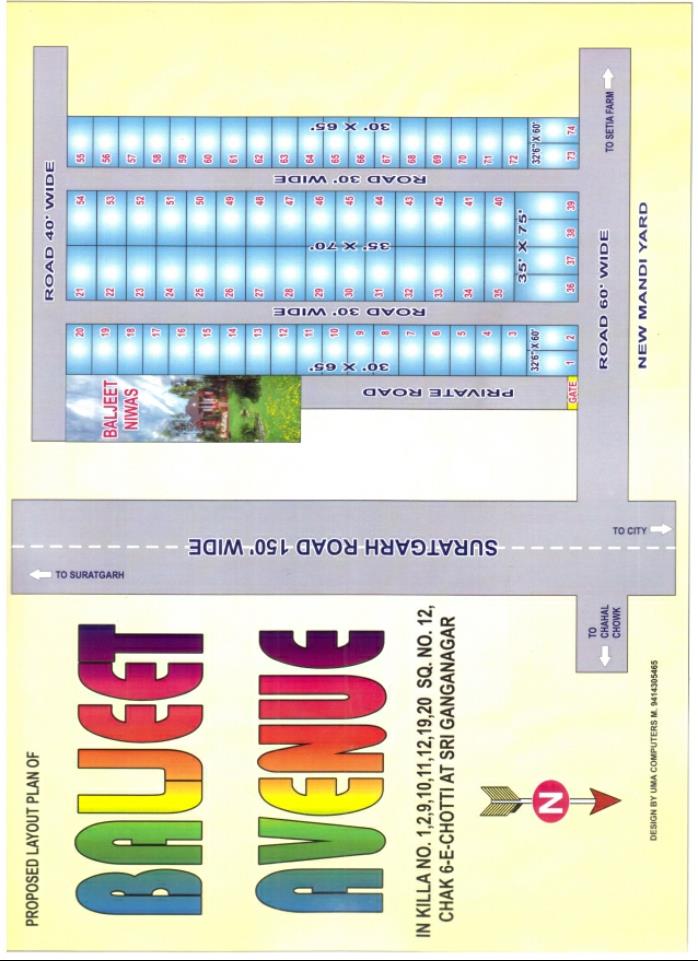 PROPOSED LAYOUT PLAN OF
BALJEET
AVENUE
IN KILLA NO. 1,2,9,10,11,12,19,20 SQ. NO. 12,
CHAK 6-E-CHOTTI AT SRI GANGANAGAR
N
DESIGN BY UMA COMPUTERS M. 9414305465
TO SURATGARH
SURATGARH ROAD 150' WIDE
TO CITY
TO
CHAHAL
CHOWK
ROAD 40' WIDE
BALJEET
NIWAS
PRIVATE ROAD
GATE
30' X 65'
20 19 18 17 16 15 14 13 12 11 10 9 8 7 6 5 4 3
32'6" X 60'
1 2
ROAD 30' WIDE
21 22 23 24 25 26 27 28 29 30 31 32 33 34 35
35' X 70'
54 53 52 51 50 49 48 47 46 45 44 43 42 41 40
35' X 75'
36 37 38 39
ROAD 30' WIDE
55 56 57 58 59 60 61 62 63 64 65 66 67 68 69 70 71 72
30' X 65'
32'6" X 60'
73 74
ROAD 60' WIDE
TO SETIA FARM
NEW MANDI YARD